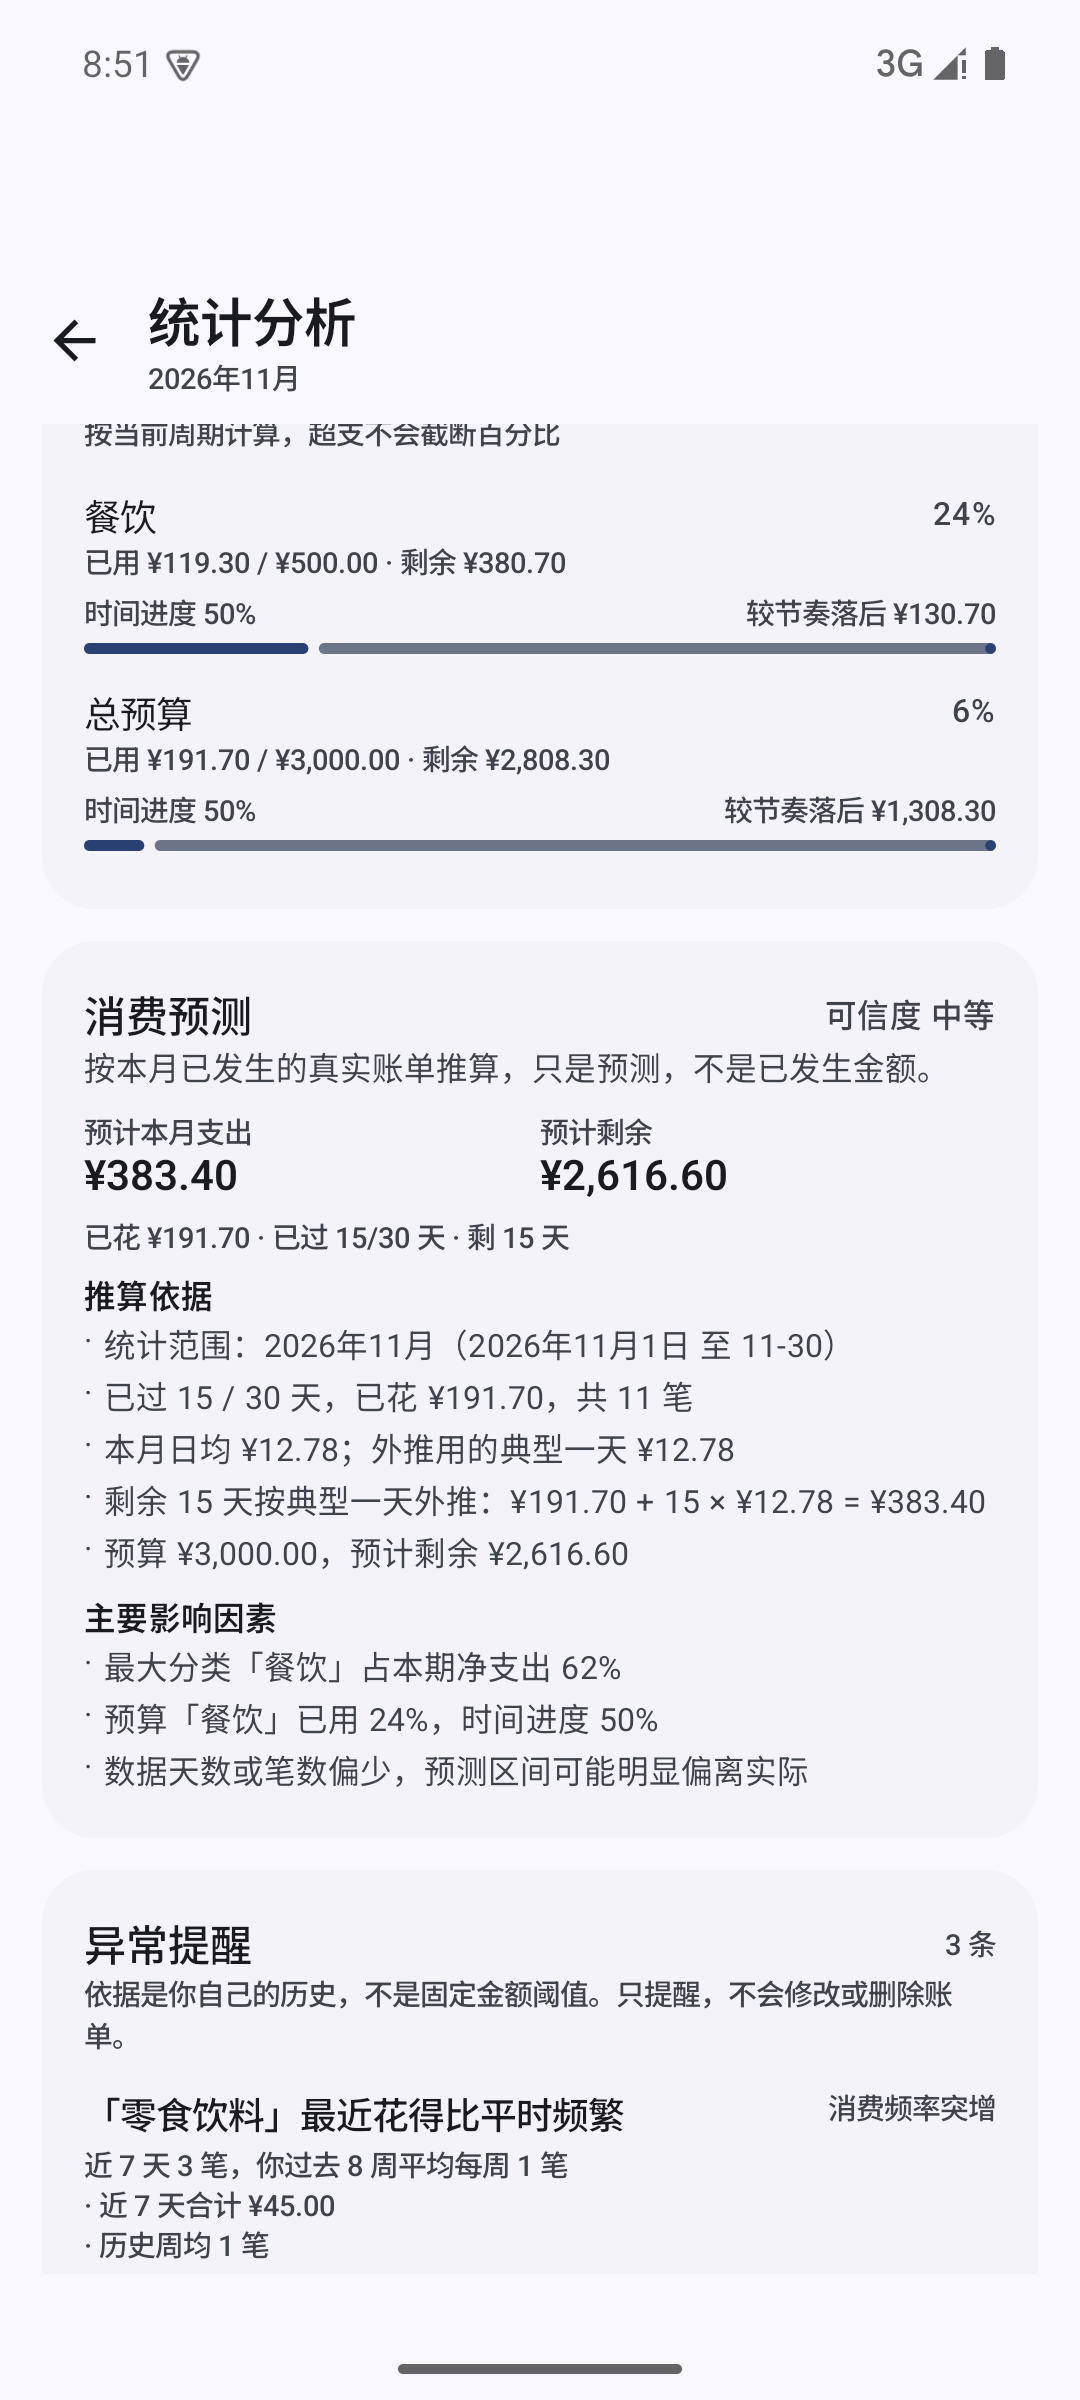 8:51
3G
统计分析
2026年11月
按当前周期计算，超支不会截断百分比
餐饮
24%
已用 ¥119.30 / ¥500.00 · 剩余 ¥380.70
时间进度 50%
较节奏落后 ¥130.70
总预算
6%
已用 ¥191.70 / ¥3,000.00 · 剩余 ¥2,808.30
时间进度 50%
较节奏落后 ¥1,308.30
消费预测
可信度 中等
按本月已发生的真实账单推算，只是预测，不是已发生金额。
预计本月支出
预计剩余
¥383.40
¥2,616.60
已花 ¥191.70 · 已过 15/30 天 · 剩 15 天
推算依据
· 统计范围：2026年11月（2026年11月1日 至 11-30）
· 已过 15 / 30 天，已花 ¥191.70，共 11 笔
· 本月日均 ¥12.78；外推用的典型一天 ¥12.78
· 剩余 15 天按典型一天外推：¥191.70 + 15 × ¥12.78 = ¥383.40
· 预算 ¥3,000.00，预计剩余 ¥2,616.60
主要影响因素
· 最大分类「餐饮」占本期净支出 62%
· 预算「餐饮」已用 24%，时间进度 50%
· 数据天数或笔数偏少，预测区间可能明显偏离实际
异常提醒
3 条
依据是你自己的历史，不是固定金额阈值。只提醒，不会修改或删除账
单。
「零食饮料」最近花得比平时频繁
消费频率突增
近 7 天 3 笔，你过去 8 周平均每周 1 笔
· 近 7 天合计 ¥45.00
· 历史周均 1 笔